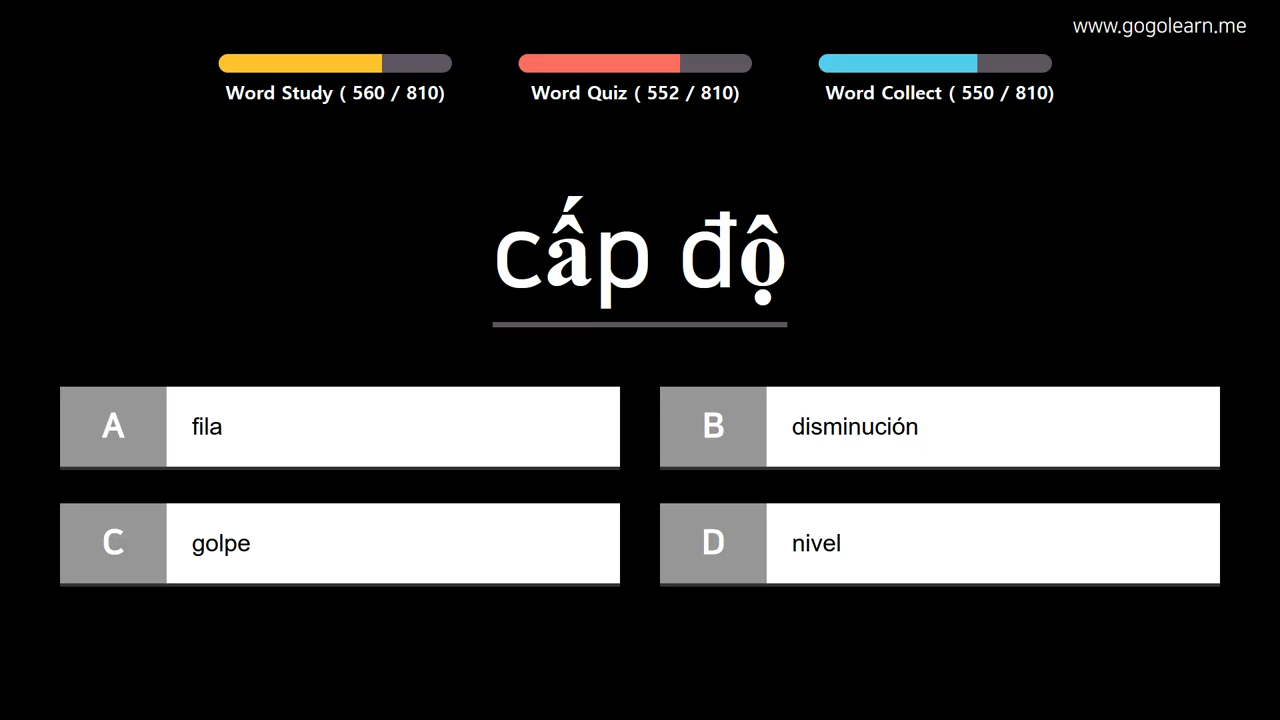 www.gogolearn.me
Word Study ( 560 / 810)
Word Quiz ( 552 / 810)
Word Collect ( 550 / 810)
cấp độ
A fila
B disminución
C golpe
D nivel